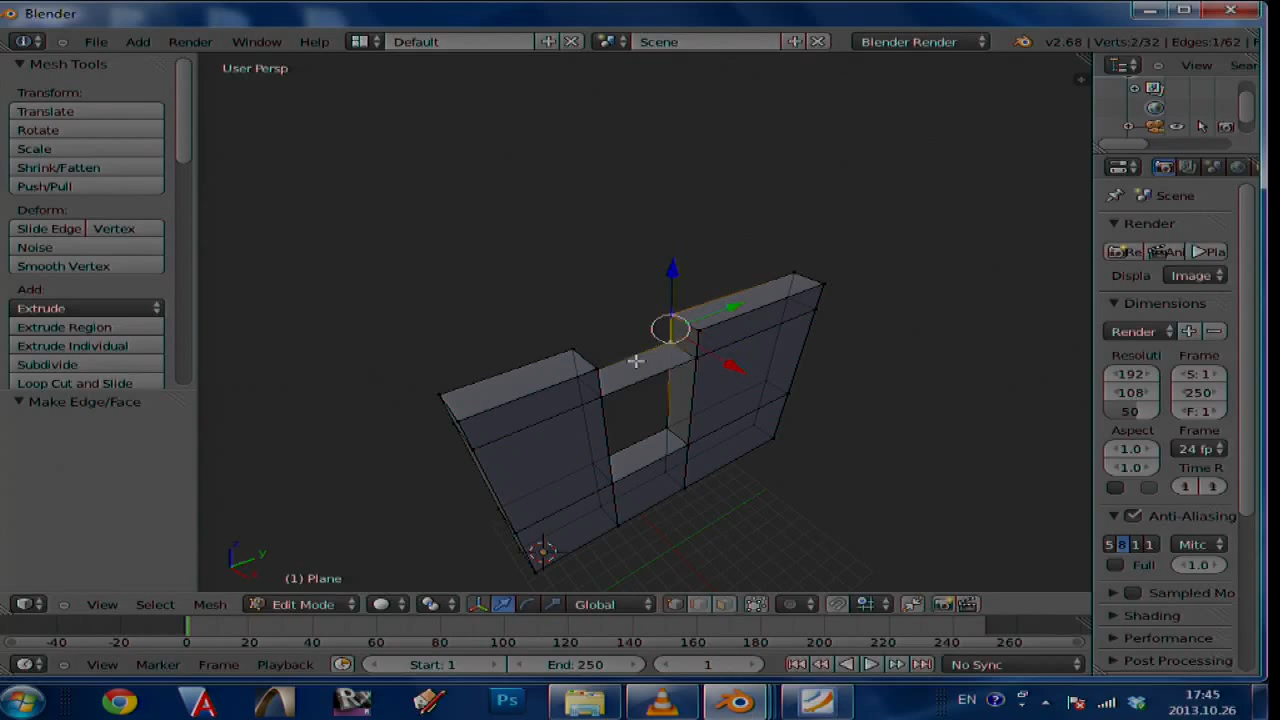 Blender
File Add Render Window Help Default Scene Blender Render v2.68 | Verts:2/32 | Edges:1/62 | F
Mesh Tools
User Persp
View Sear
Transform:
Translate
Rotate
Scale
Shrink/Fatten
Push/Pull
Deform:
Slide Edge Vertex
Noise
Smooth Vertex
Add:
Extrude
Extrude Region
Extrude Individual
Subdivide
Loop Cut and Slide
Make Edge/Face
Scene
Render
Re Ani Pla
Displa Image
Dimensions
Render
Resoluti Frame
192 S: 1
108 250
50 F: 1
Aspect Frame
1.0 24 fp
1.0 Time R
1 1
Anti-Aliasing
5 8 1 1 Mitc
Full 1.0
Sampled Mo
Shading
Performance
Post Processing
z y x
(1) Plane
View Select Mesh Edit Mode Global
-40 -20 0 20 40 60 80 100 120 140 160 180 200 220 240 260
View Marker Frame Playback Start: 1 End: 250 1 No Sync
Ps EN 17:45
2013.10.26